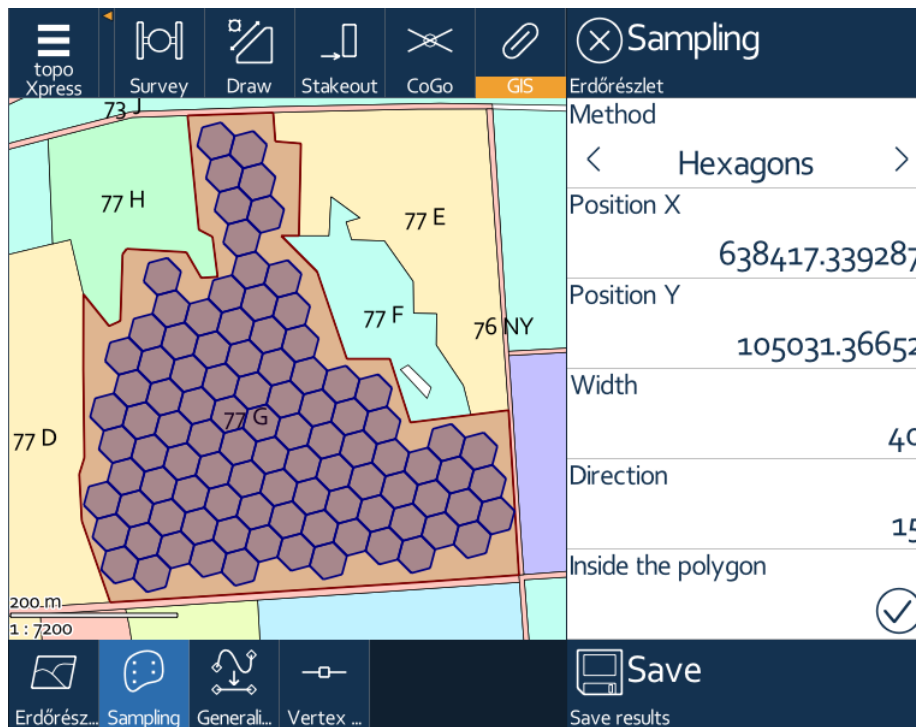 topo
Xpress
Survey
Draw
Stakeout
CoGo
GIS
Sampling
Erdőrészlet
Method
Hexagons
Position X
638417.339287
Position Y
105031.36652
Width
40
Direction
15
Inside the polygon
73 J
77 H
77 E
77 F
76 NY
77 G
77 D
200 m
1 : 7200
Erdőrész...
Sampling
Generali...
Vertex ...
Save
Save results